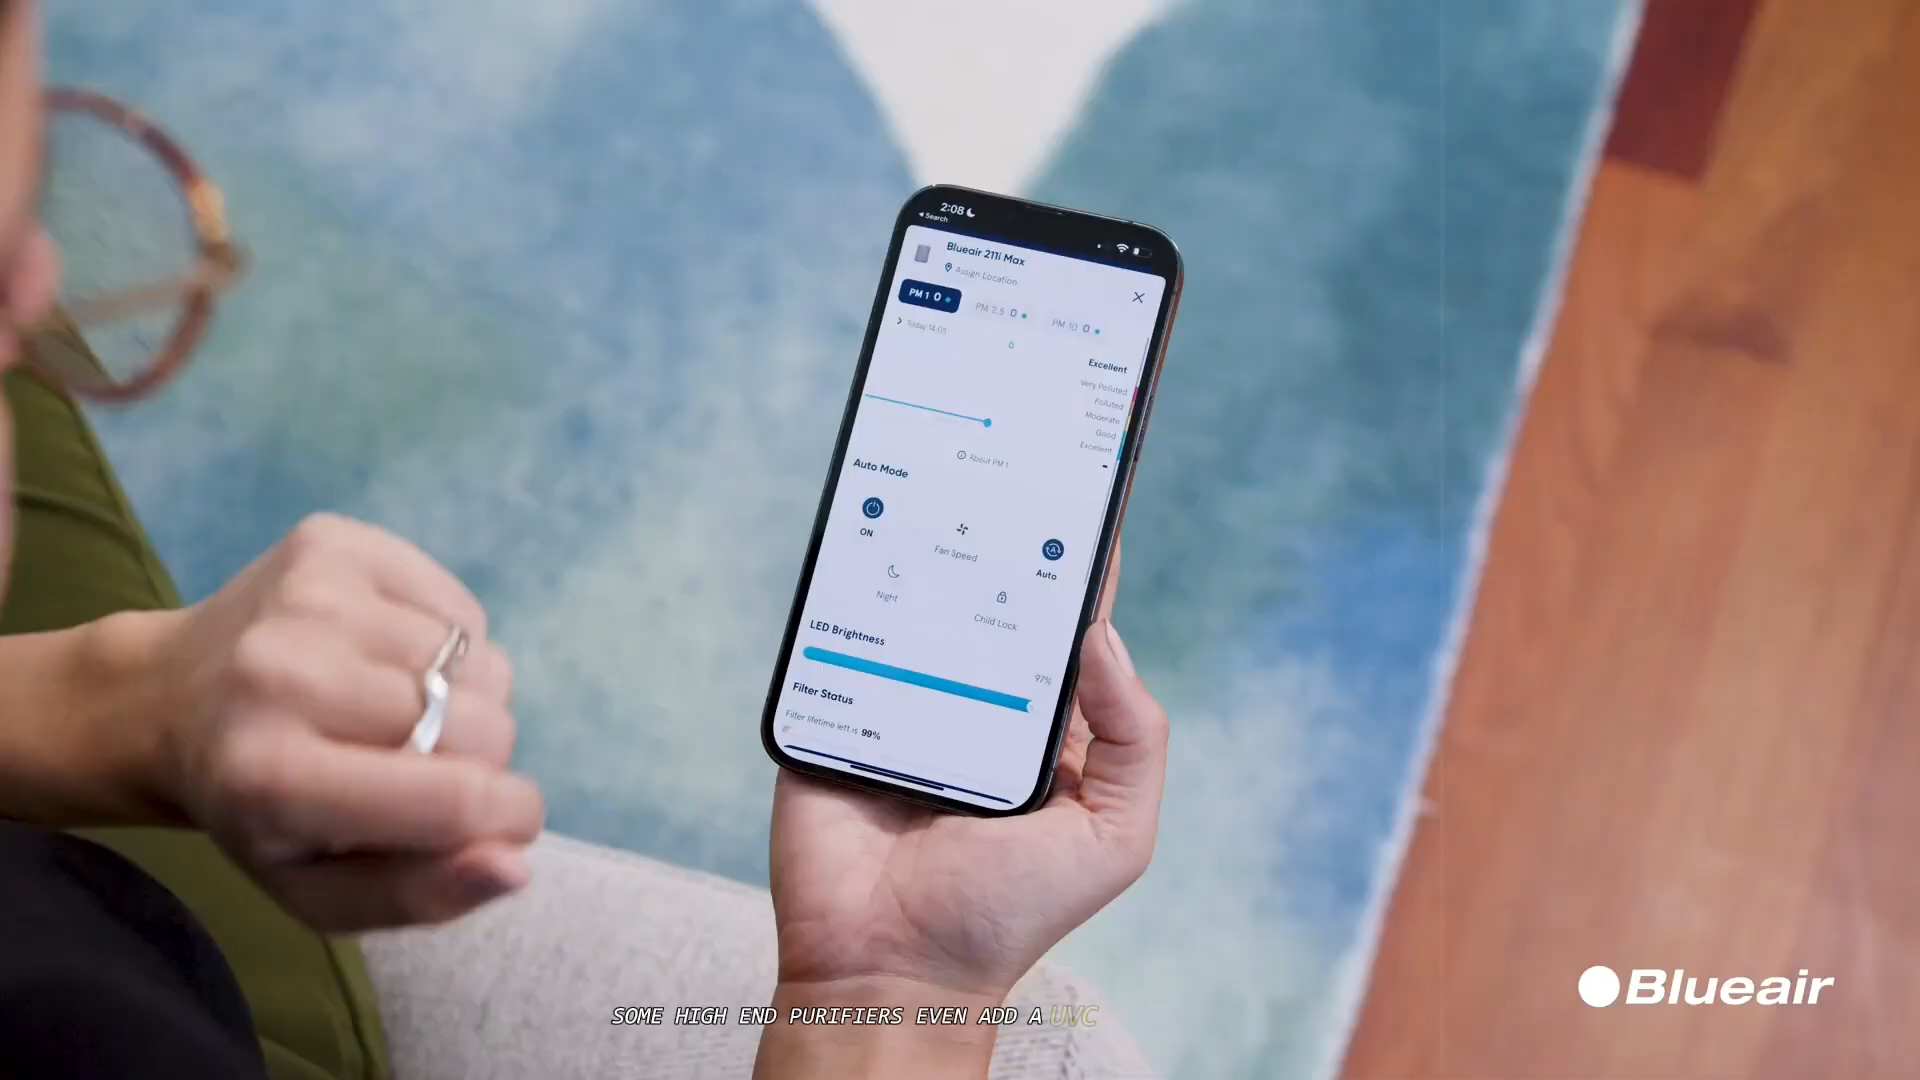 2:08
Search
Blueair 211i Max
Assign Location
PM 1 0
PM 2.5 0
PM 10 0
Today 14:05
0
Excellent
Very Polluted
Polluted
Moderate
Good
Excellent
About PM 1
Auto Mode
ON
Fan Speed
Auto
Night
Child Lock
LED Brightness
97%
Filter Status
Filter lifetime left is 99%
Blueair
SOME HIGH END PURIFIERS EVEN ADD A UVC